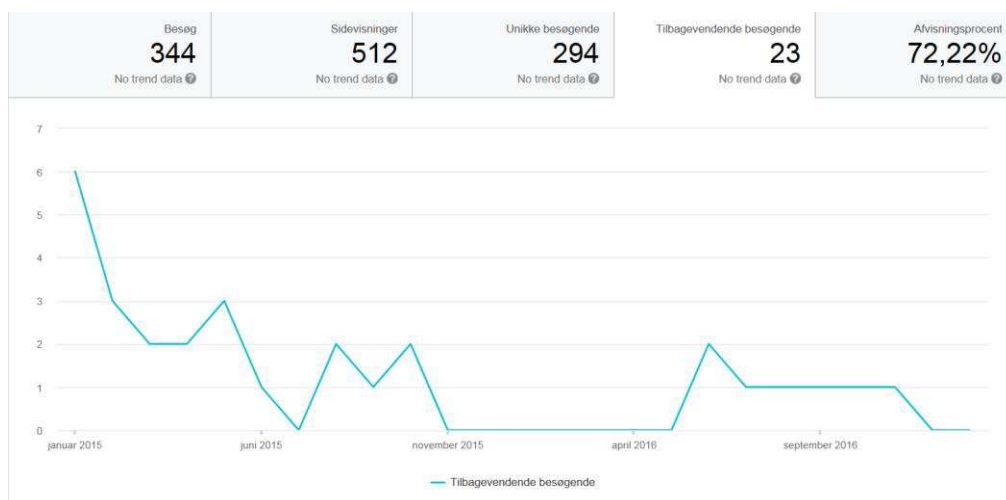 Besøg
344
No trend data ?
Sidevisninger
512
No trend data ?
Unikke besøgende
294
No trend data ?
Tilbagevendende besøgende
23
No trend data ?
Afvisningsprocent
72,22%
No trend data ?
7
6
5
4
3
2
1
0
januar 2015
juni 2015
november 2015
april 2016
september 2016
Tilbagevendende besøgende